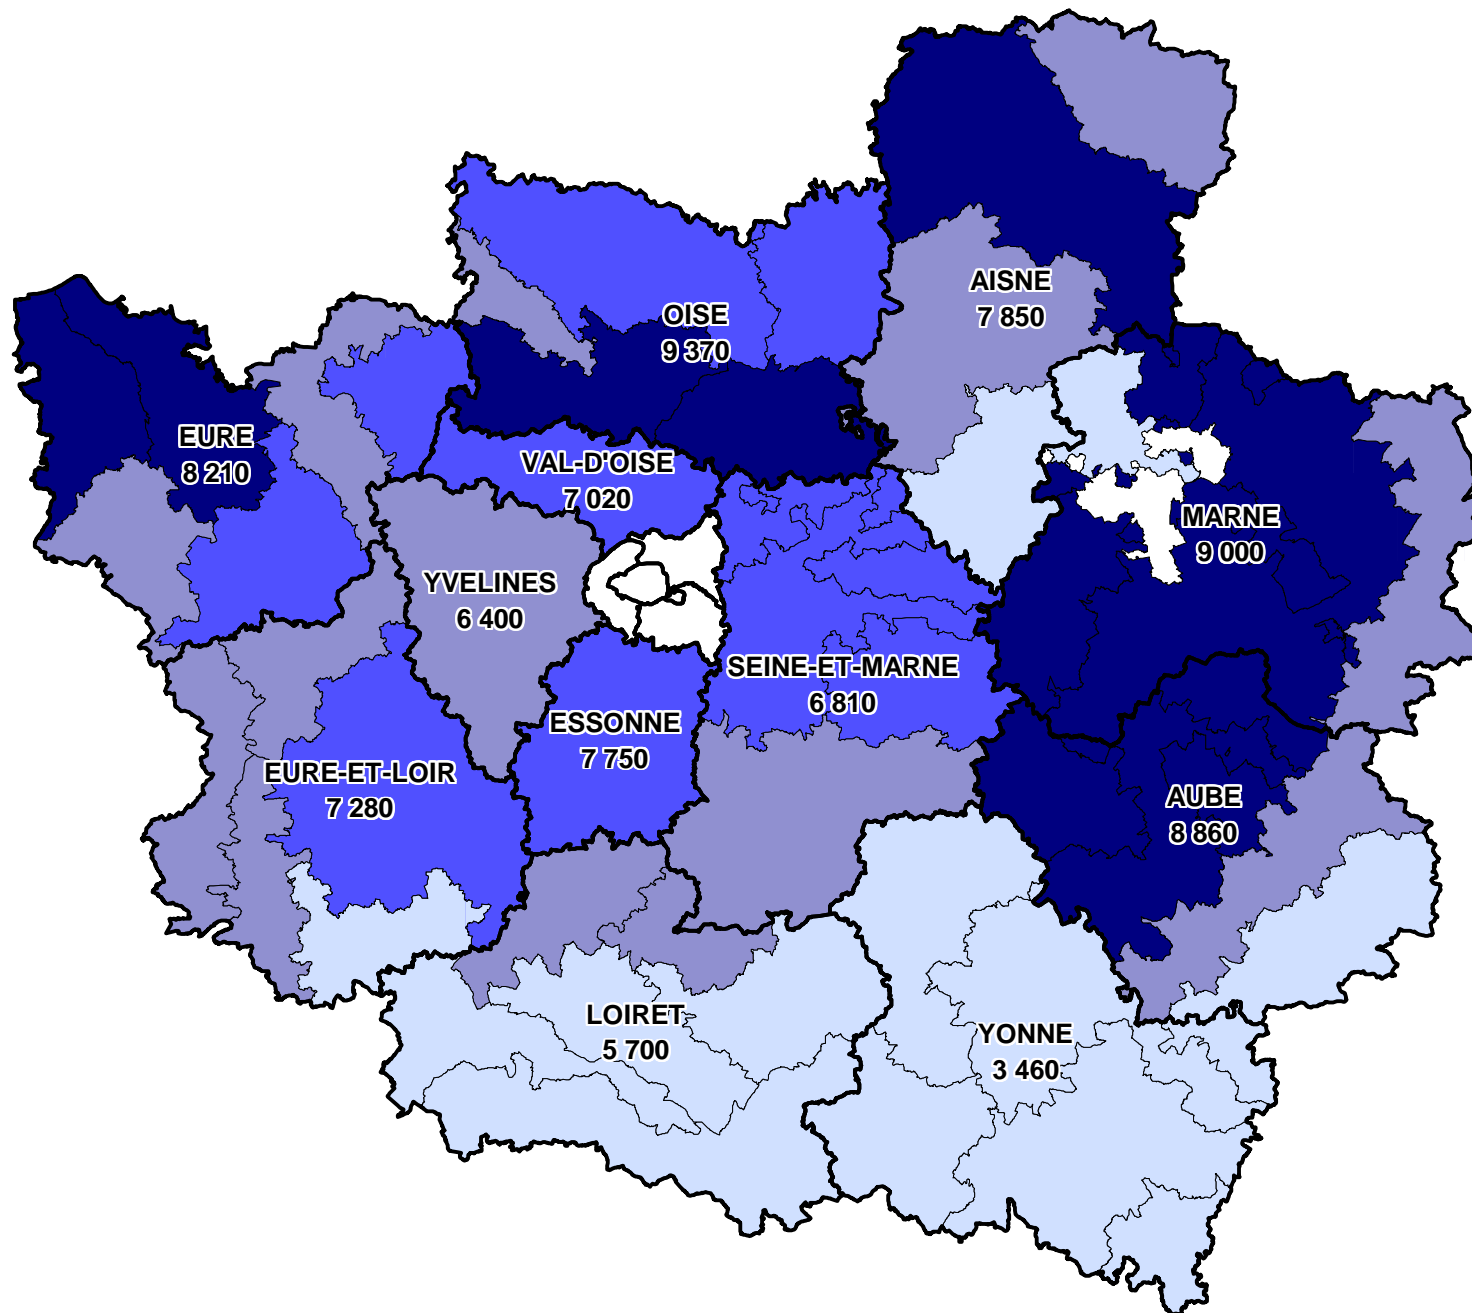 AISNE
7 850
OISE
9 370
EURE
8 210
VAL-D'OISE
7 020
MARNE
9 000
YVELINES
6 400
SEINE-ET-MARNE
6 810
ESSONNE
7 750
EURE-ET-LOIR
7 280
AUBE
8 860
LOIRET
5 700
YONNE
3 460